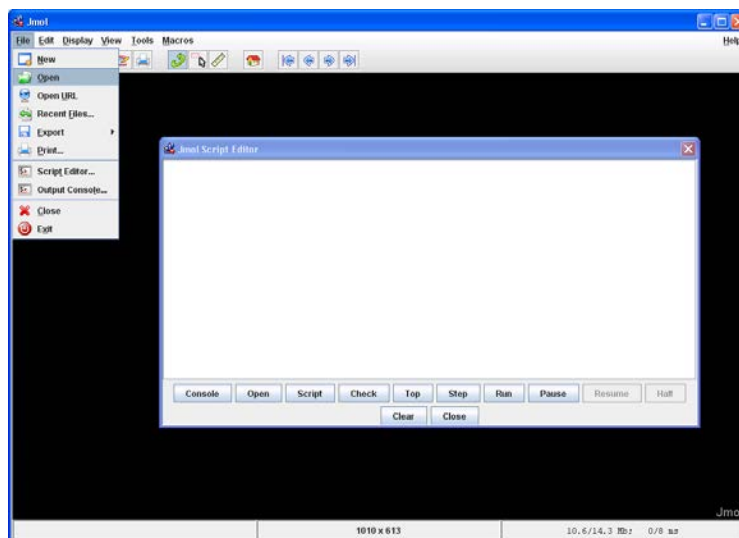 Jmol
File Edit Display View Tools Macros Help
New
Open
Open URL
Recent Files...
Export
Print...
Script Editor...
Output Console...
Close
Exit
Jmol Script Editor
Console Open Script Check Top Step Run Pause Resume Halt
Clear Close
Jmo
1010 x 613 10.6/14.3 Mb; 0/8 ms